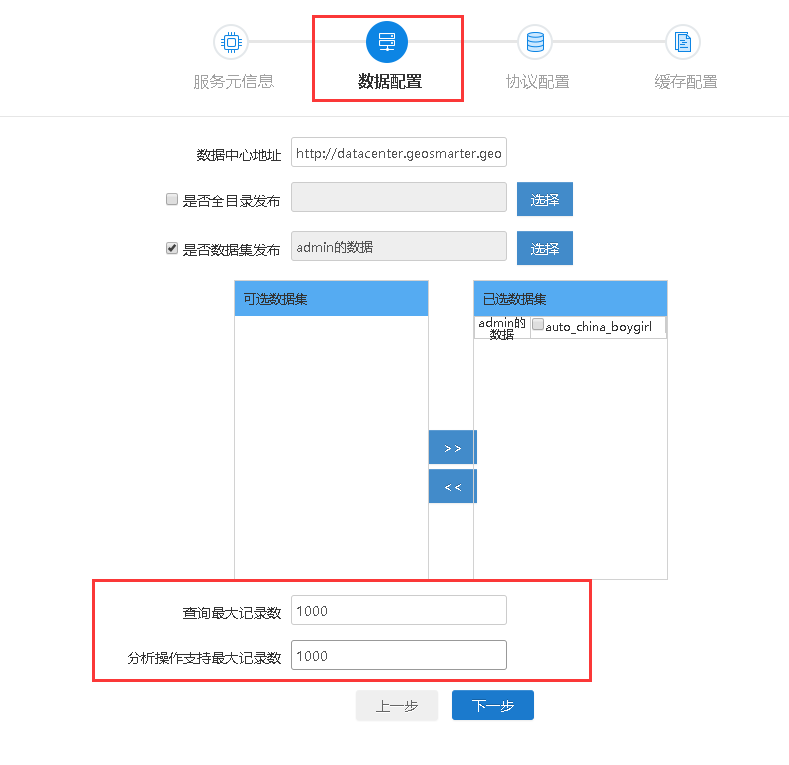 服务元信息
数据配置
协议配置
缓存配置
数据中心地址
http://datacenter.geosmarter.geo
是否全目录发布
选择
是否数据集发布
admin的数据
选择
可选数据集
已选数据集
admin的
数据
auto_china_boygirl
>>
<<
查询最大记录数
1000
分析操作支持最大记录数
1000
上一步
下一步